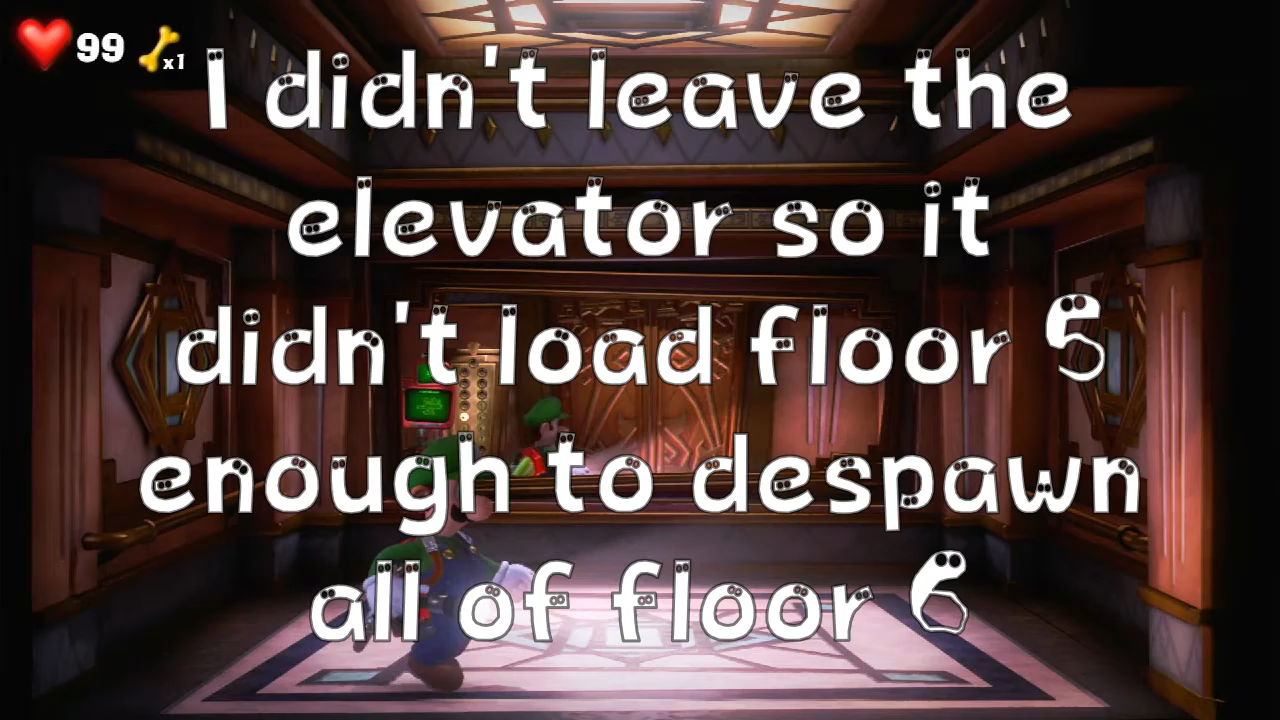 99
x1
I didn't leave the
elevator so it
didn't load floor 5
enough to despawn
all of floor 6